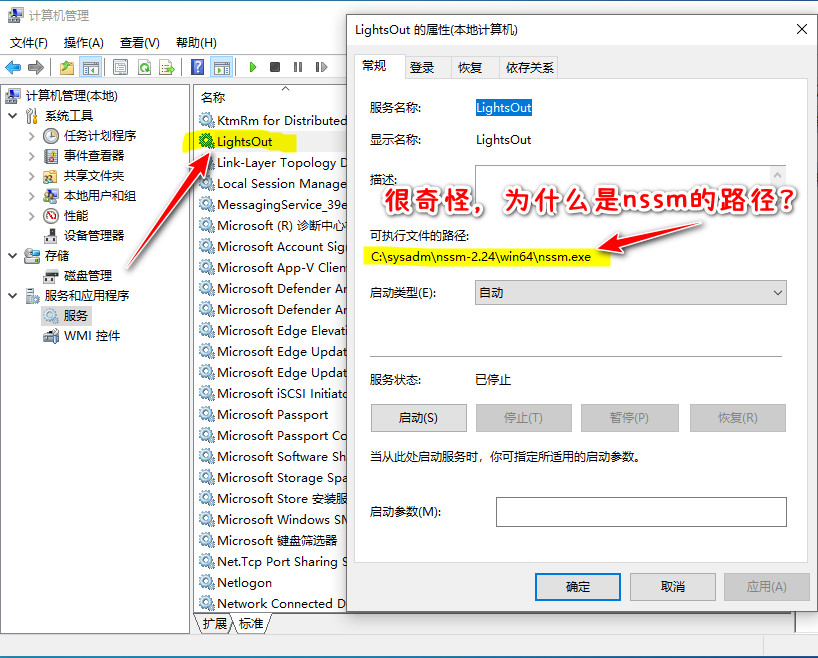 计算机管理
文件(F) 操作(A) 查看(V) 帮助(H)
计算机管理(本地)
系统工具
任务计划程序
事件查看器
共享文件夹
本地用户和组
性能
设备管理器
存储
磁盘管理
服务和应用程序
服务
WMI 控件
名称
KtmRm for Distributed
LightsOut
Link-Layer Topology D
Local Session Manage
MessagingService_39e
Microsoft (R) 诊断中心
Microsoft Account Sig
Microsoft App-V Clien
Microsoft Defender Ar
Microsoft Defender Ar
Microsoft Edge Elevati
Microsoft Edge Updat
Microsoft Edge Updat
Microsoft iSCSI Initiato
Microsoft Passport
Microsoft Passport Co
Microsoft Software Sh
Microsoft Storage Spa
Microsoft Store 安装服
Microsoft Windows SM
Microsoft 键盘筛选器
Net.Tcp Port Sharing S
Netlogon
Network Connected D
扩展 标准
LightsOut 的属性(本地计算机)
常规 登录 恢复 依存关系
服务名称: LightsOut
显示名称: LightsOut
描述:
很奇怪，为什么是nssm的路径？
可执行文件的路径:
C:\sysadm\nssm-2.24\win64\nssm.exe
启动类型(E): 自动
服务状态: 已停止
启动(S) 停止(T) 暂停(P) 恢复(R)
当从此处启动服务时，你可指定所适用的启动参数。
启动参数(M):
确定 取消 应用(A)